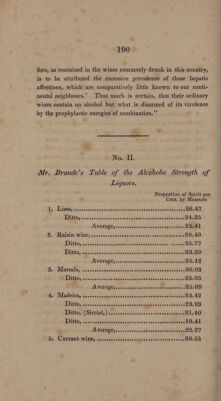 190
dure, as contained in the wines commonly drunk in this country,
is to be attributed the excessive prevalence of those hepatic
affections, which are comparatively little known to our conti-
nental neighbours.' Thus much is certain, that their ordinary
wines contain no alcohol but what is disarmed of its virulence
by the prophylactic energies of combination."
No. II.
Mr. Brande's Table of the Alcoholic Strength of
Liquors.
Proportion of Spirit per
Cent. by Measure.
1. Lissa, ........................................26.47
Ditto, ........................................24.35
Average,..............................25.41
2. Raisin wine,..................................26.40
Ditto, ........................................25.77
Ditto, ........................................23.20
Average,..............................25.12
3. Marsala, .....................................26.03
Ditto, ........................................25.05
Average,..............................25.09
4. Madeira, .....................................24.42
Ditto, ........................................23.93
Ditto, (Sircial,).............................21.40
Ditto, ........................................19.41
Average,..............................22.27
5. Currant wine, ................................20.55